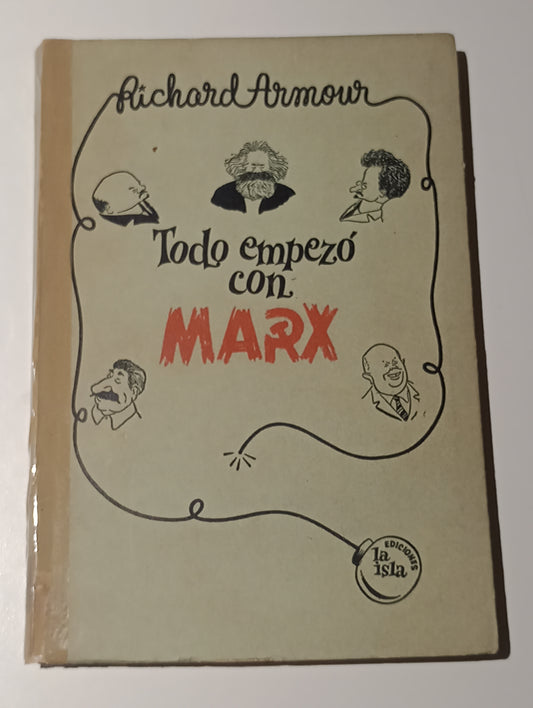 Richard Armour
Todo empezó
con
MARX
EDICIONES
la
isla